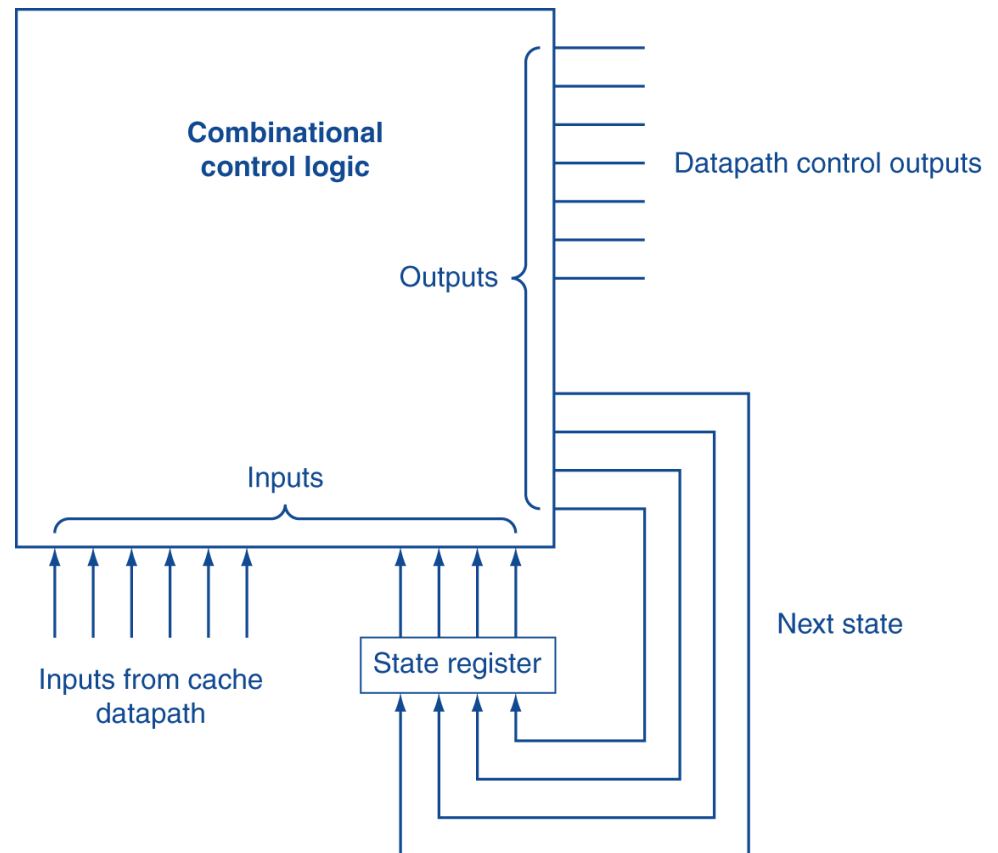 Combinational
control logic
Datapath control outputs
Outputs
Inputs
Next state
State register
Inputs from cache
datapath